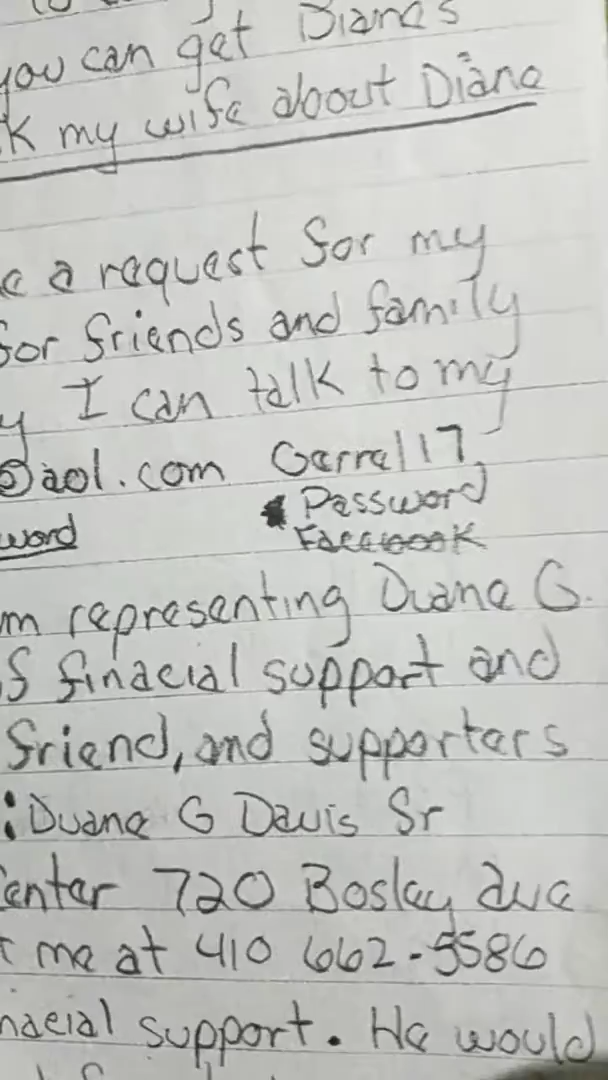 you can get Dianes
k my wife about Diane
e a request for my
for friends and family
y I can talk to my
@aol.com Garral17
Password
word
Facebook
m representing Duane G.
f finacial support and
friend, and supporters
: Duane G Davis Sr
enter 720 Bosley ave
t me at 410 662-5586
nacial support. He would